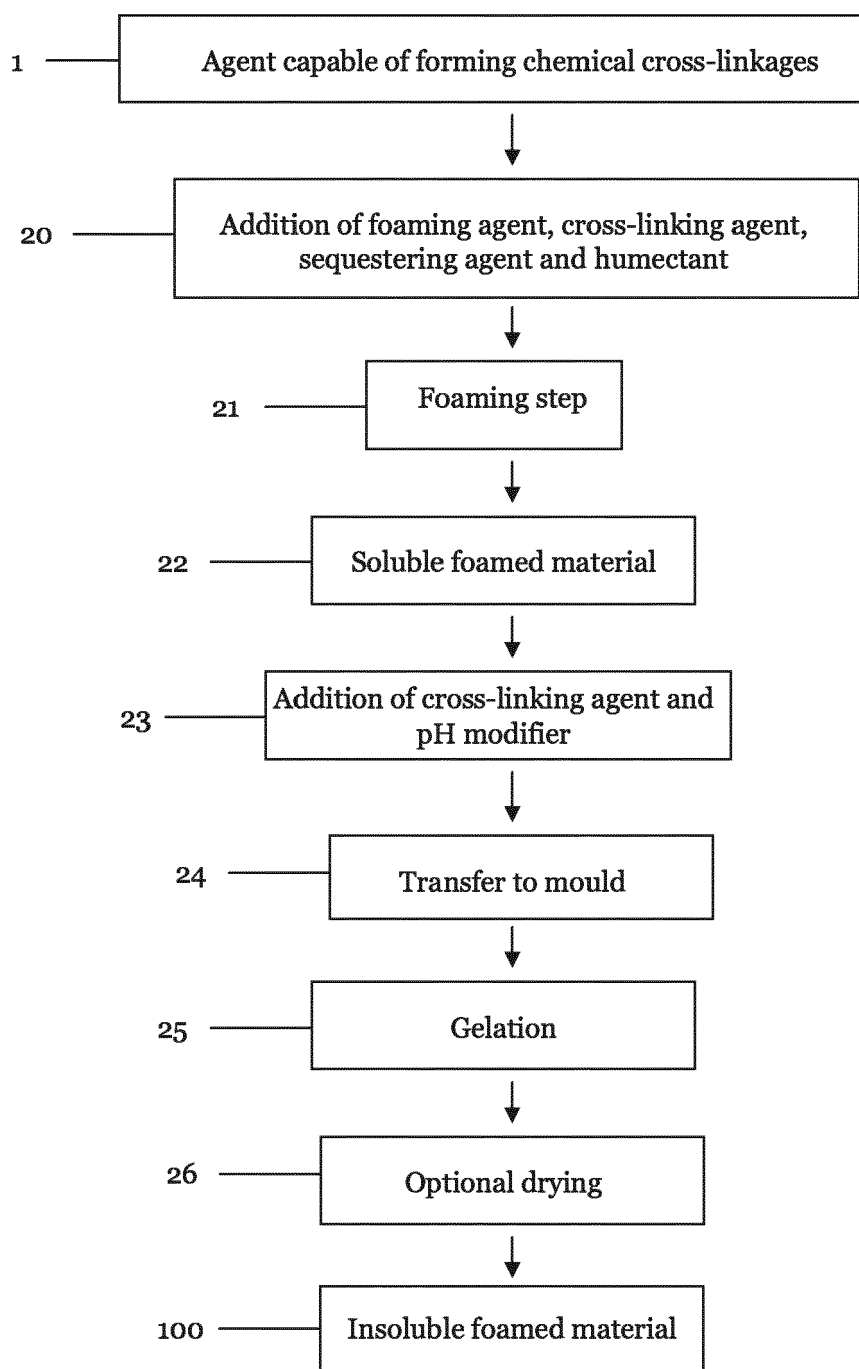 1 Agent capable of forming chemical cross-linkages
20 Addition of foaming agent, cross-linking agent,
sequestering agent and humectant
21 Foaming step
22 Soluble foamed material
23 Addition of cross-linking agent and
pH modifier
24 Transfer to mould
25 Gelation
26 Optional drying
100 Insoluble foamed material